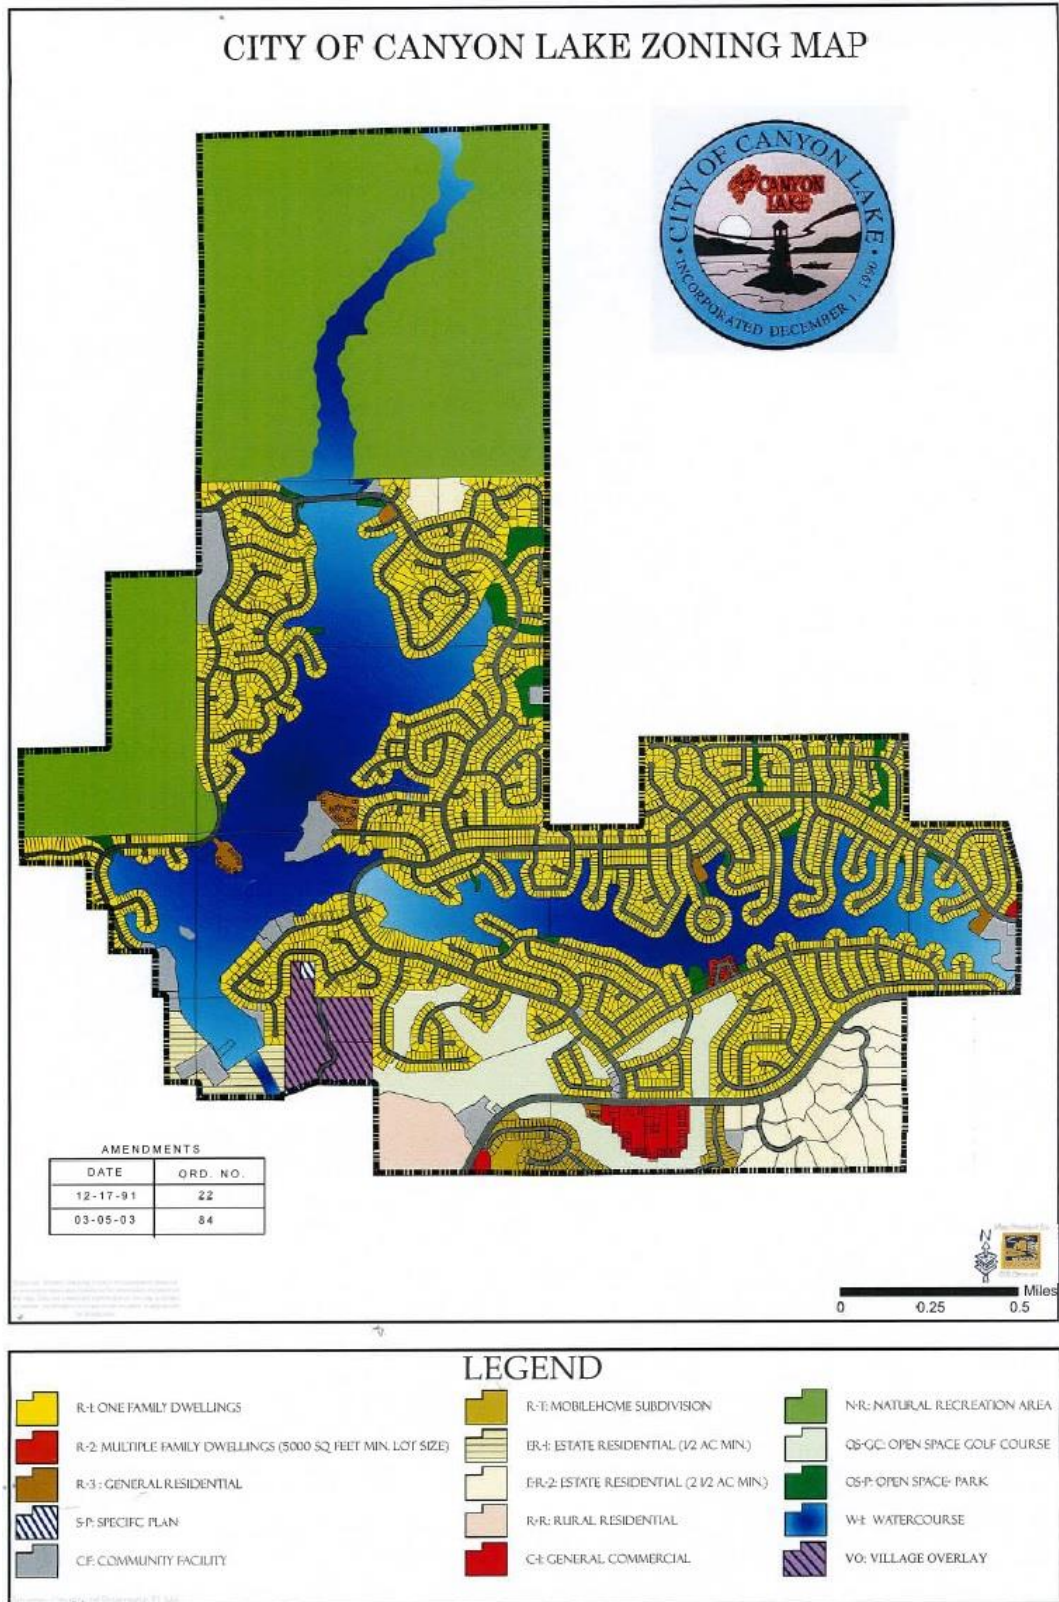 CITY OF CANYON LAKE ZONING MAP
CITY OF CANYON LAKE
CANYON
LAKE
INCORPORATED DECEMBER 1, 1990
AMENDMENTS
DATE ORD. NO.
12-17-91 22
03-05-03 84
N
Miles
0 0.25 0.5
LEGEND
R-1: ONE FAMILY DWELLINGS
R-2: MULTIPLE FAMILY DWELLINGS (5000 SQ FEET MIN. LOT SIZE)
R-3 : GENERAL RESIDENTIAL
S-P: SPECIFC PLAN
CF: COMMUNITY FACILITY
R-T: MOBILEHOME SUBDIVISION
ER-1: ESTATE RESIDENTIAL (1/2 AC MIN.)
E-R-2: ESTATE RESIDENTIAL (2 1/2 AC MIN.)
R-R: RURAL RESIDENTIAL
C-1: GENERAL COMMERCIAL
N-R: NATURAL RECREATION AREA
OS-GC: OPEN SPACE GOLF COURSE
OS-P: OPEN SPACE- PARK
W-1: WATERCOURSE
VO: VILLAGE OVERLAY